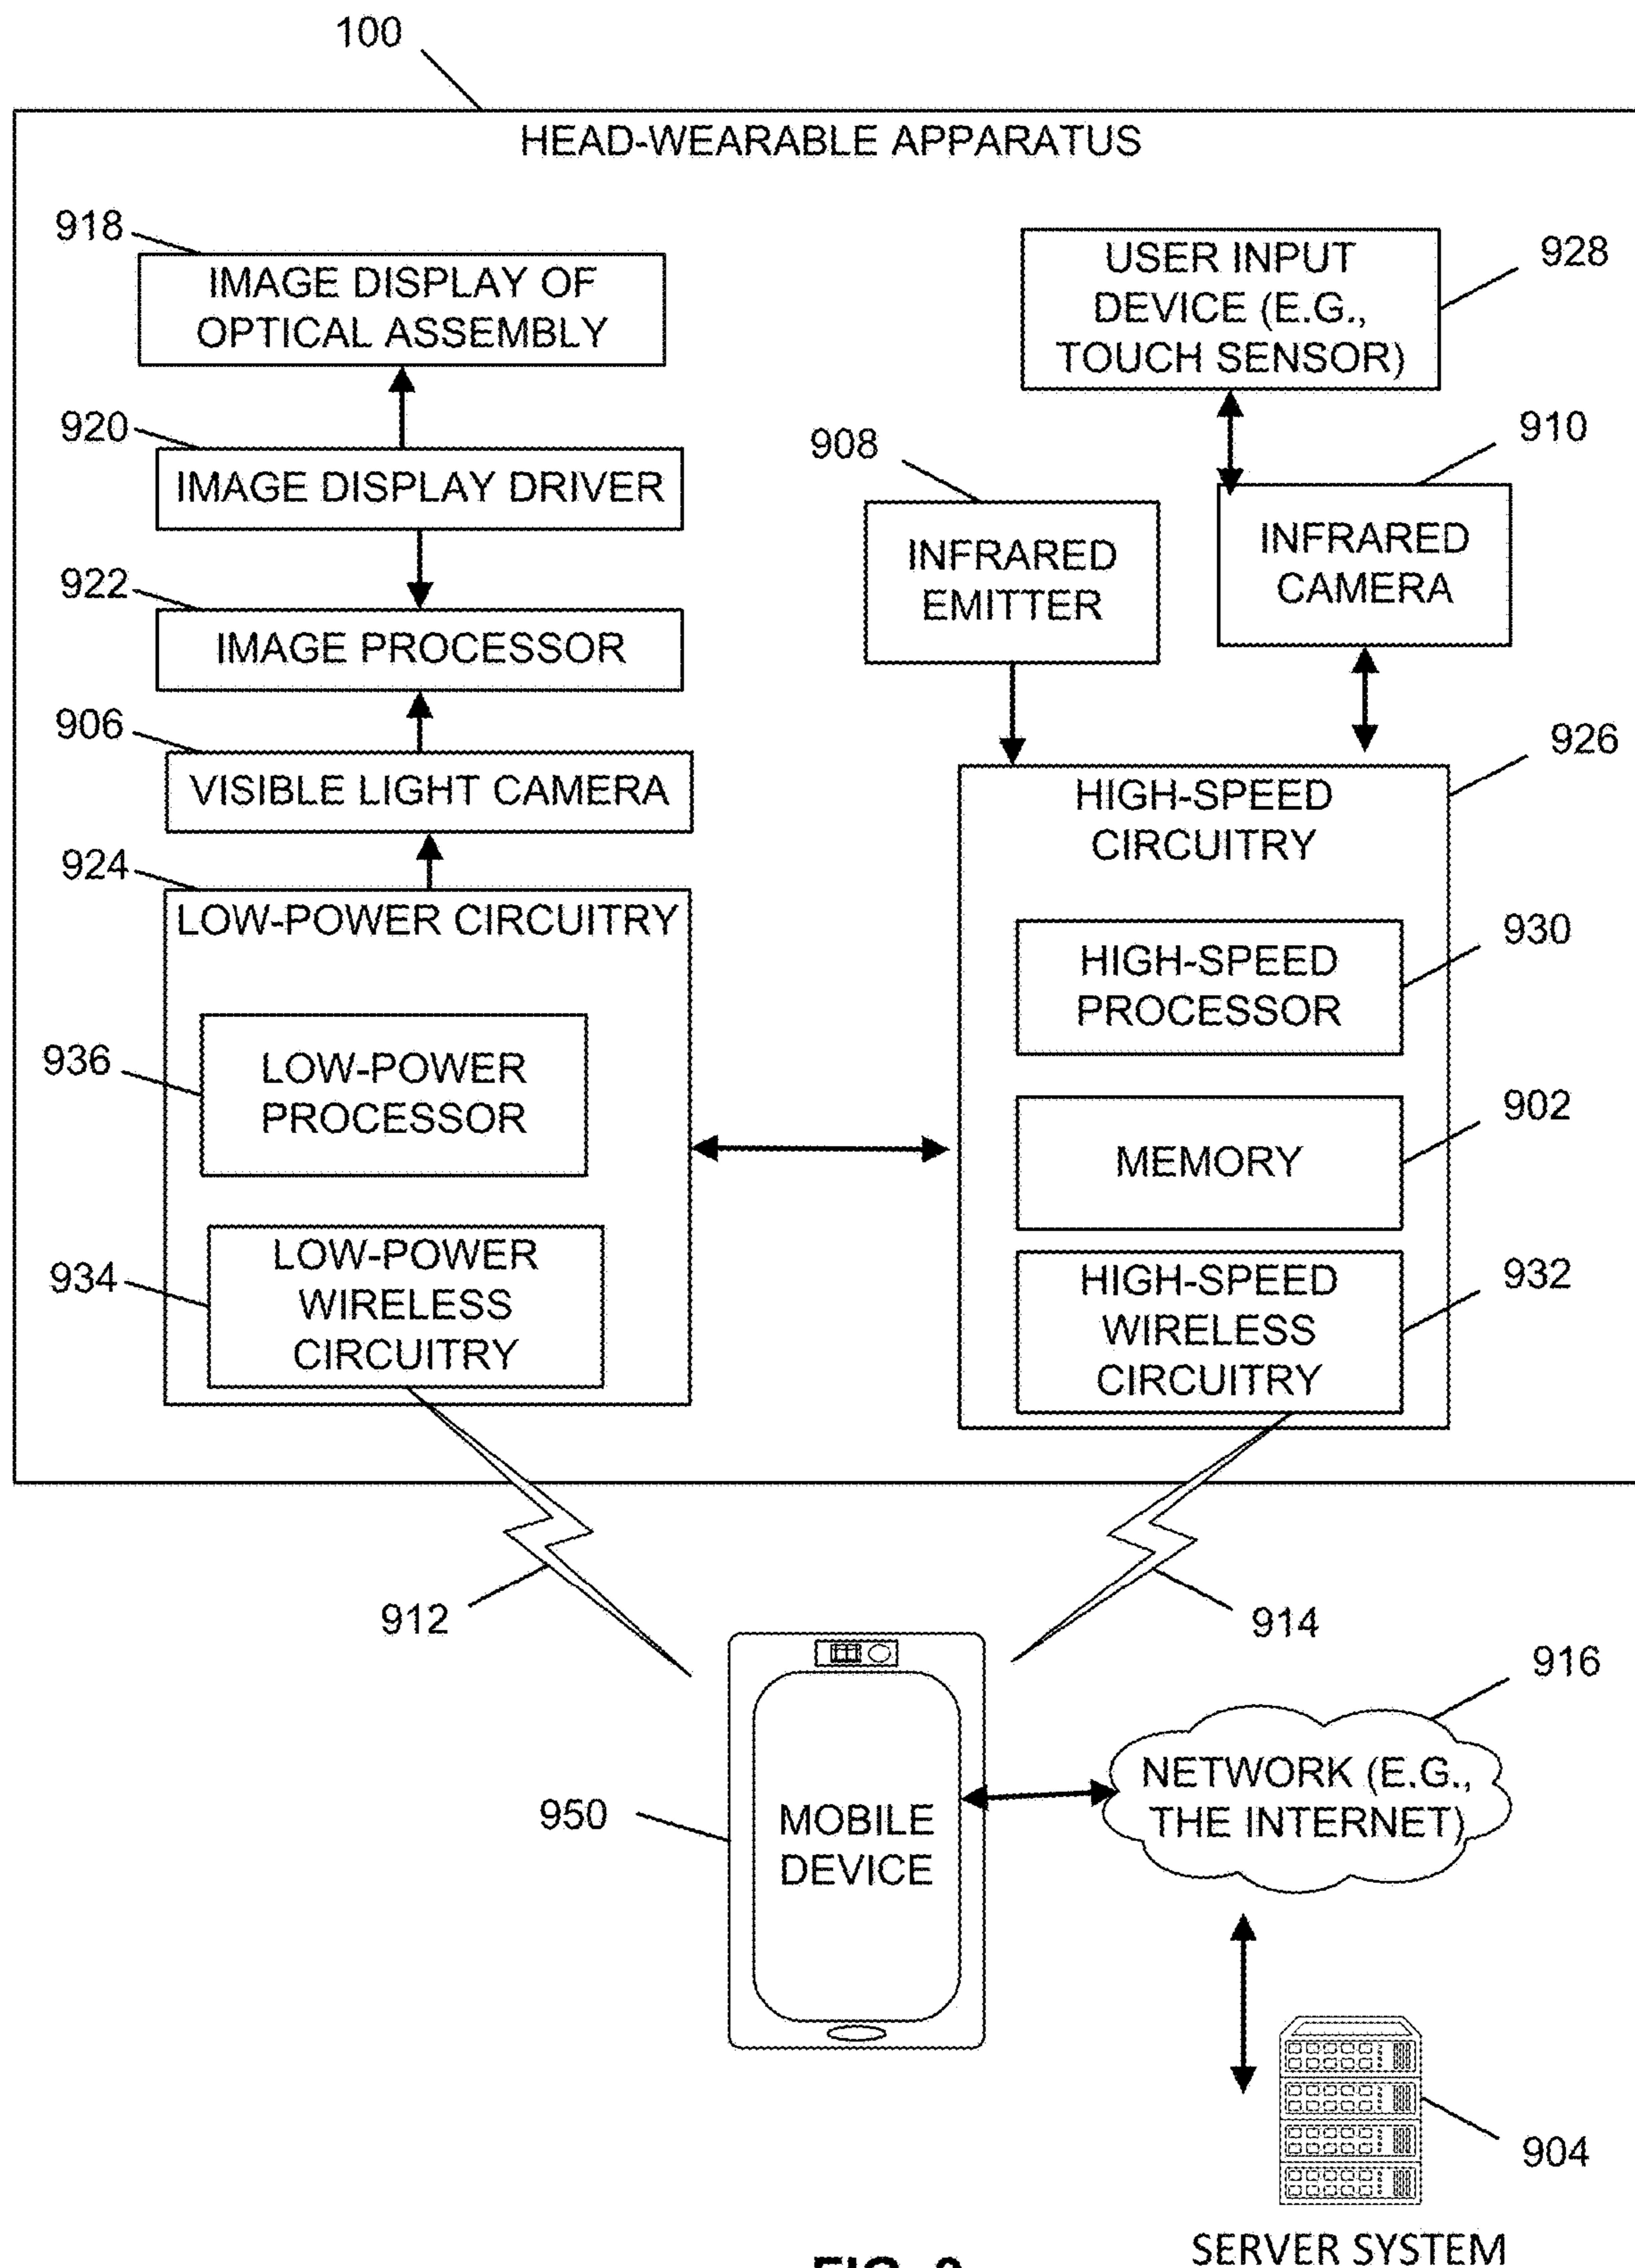 100
HEAD-WEARABLE APPARATUS
918
IMAGE DISPLAY OF
OPTICAL ASSEMBLY
USER INPUT
DEVICE (E.G.,
TOUCH SENSOR)
928
920
IMAGE DISPLAY DRIVER
908
910
INFRARED
EMITTER
INFRARED
CAMERA
922
IMAGE PROCESSOR
906
VISIBLE LIGHT CAMERA
926
HIGH-SPEED
CIRCUITRY
924
LOW-POWER CIRCUITRY
930
HIGH-SPEED
PROCESSOR
936
LOW-POWER
PROCESSOR
902
MEMORY
934
LOW-POWER
WIRELESS
CIRCUITRY
932
HIGH-SPEED
WIRELESS
CIRCUITRY
912
914
916
NETWORK (E.G.,
THE INTERNET)
950
MOBILE
DEVICE
904
SERVER SYSTEM